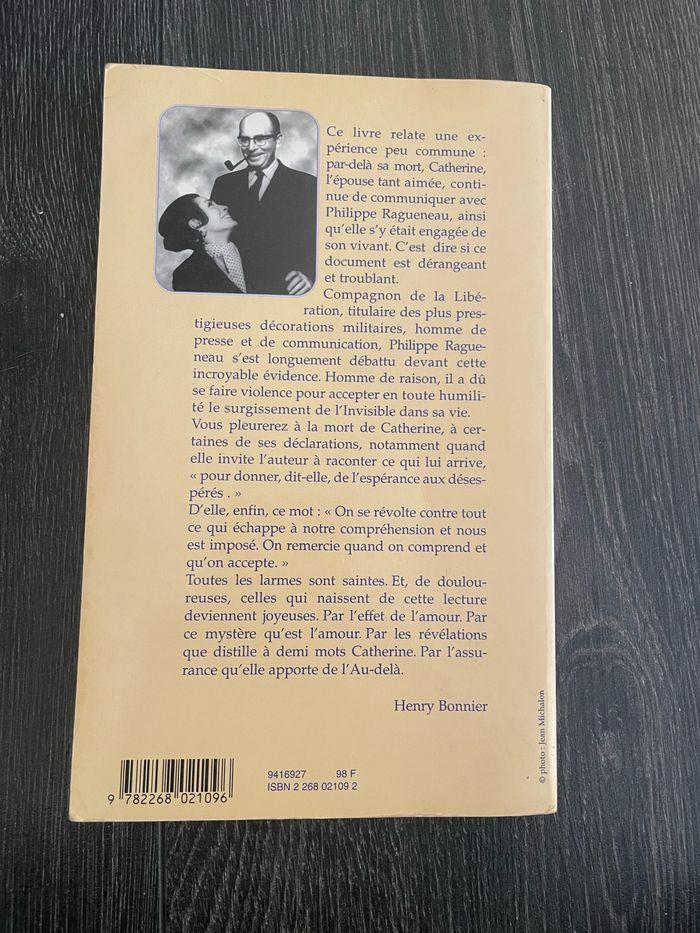 Ce livre relate une ex-
périence peu commune :
par-delà sa mort, Catherine,
l'épouse tant aimée, conti-
nue de communiquer avec
Philippe Ragueneau, ainsi
qu'elle s'y était engagée de
son vivant. C'est dire si ce
document est dérangeant
et troublant.
Compagnon de la Libé-
ration, titulaire des plus pres-
tigieuses décorations militaires, homme de
presse et de communication, Philippe Rague-
neau s'est longuement débattu devant cette
incroyable évidence. Homme de raison, il a dû
se faire violence pour accepter en toute humili-
té le surgissement de l'Invisible dans sa vie.
Vous pleurerez à la mort de Catherine, à cer-
taines de ses déclarations, notamment quand
elle invite l'auteur à raconter ce qui lui arrive,
« pour donner, dit-elle, de l'espérance aux déses-
pérés . »
D'elle, enfin, ce mot : « On se révolte contre tout
ce qui échappe à notre compréhension et nous
est imposé. On remercie quand on comprend et
qu'on accepte. »
Toutes les larmes sont saintes. Et, de doulou-
reuses, celles qui naissent de cette lecture
deviennent joyeuses. Par l'effet de l'amour. Par
ce mystère qu'est l'amour. Par les révélations
que distille à demi mots Catherine. Par l'assu-
rance qu'elle apporte de l'Au-delà.
Henry Bonnier
© photo : Jean Michalon
9416927 98 F
ISBN 2 268 02109 2
9 782268 021096